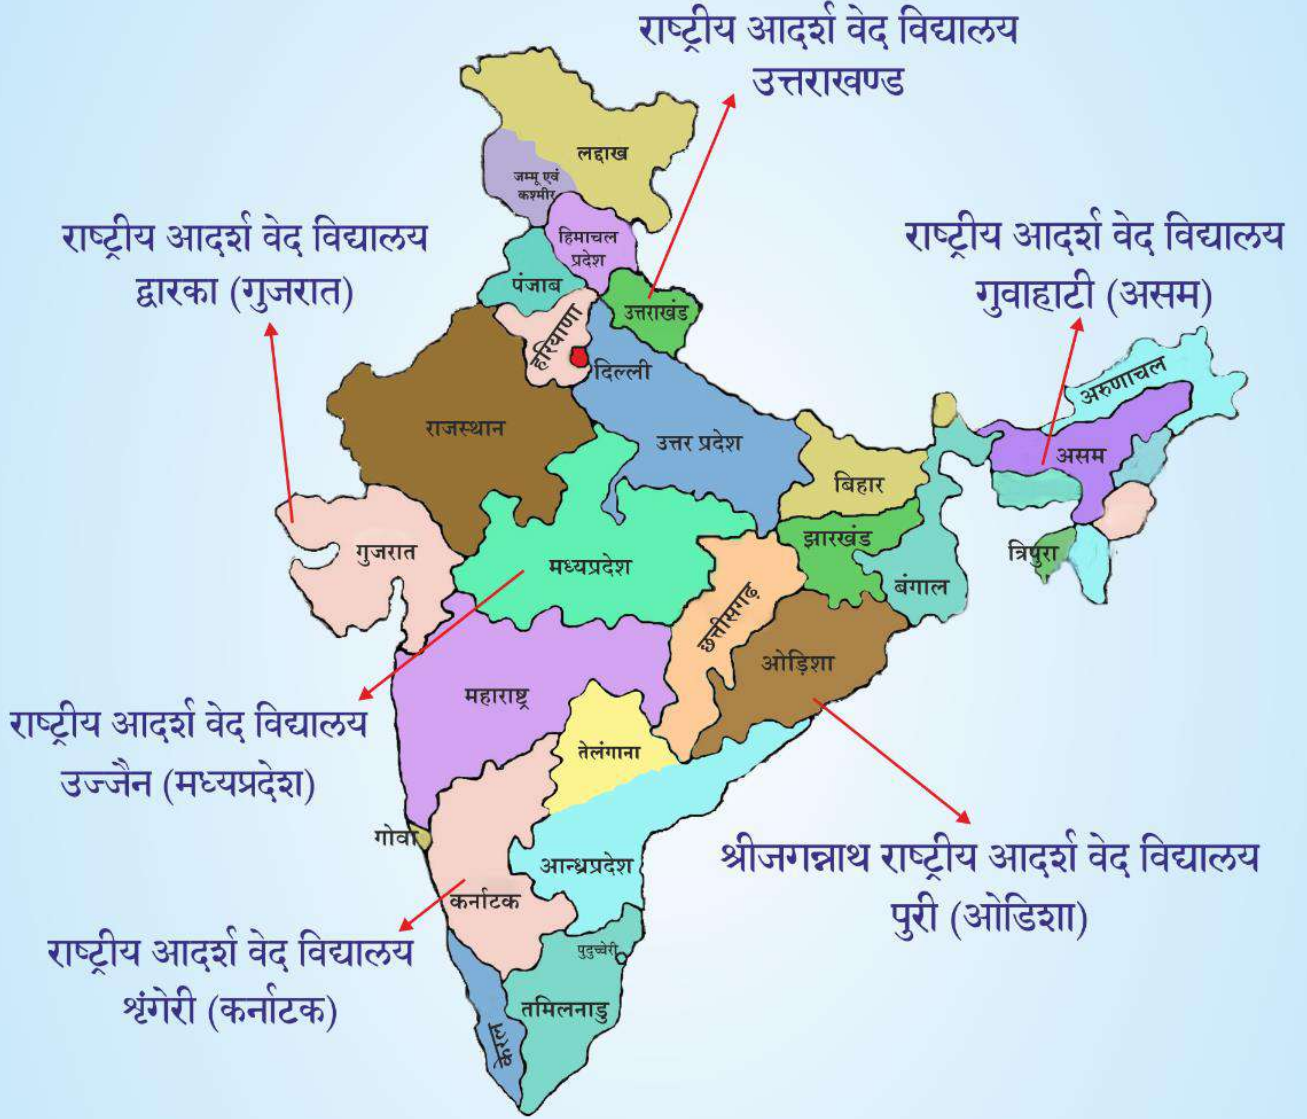 राष्ट्रीय आदर्श वेद विद्यालय
उत्तराखण्ड
लद्दाख
जम्मू एवं
कश्मीर
राष्ट्रीय आदर्श वेद विद्यालय
द्वारका (गुजरात)
हिमाचल
प्रदेश
राष्ट्रीय आदर्श वेद विद्यालय
गुवाहाटी (असम)
पंजाब
उत्तराखंड
हरियाणा
दिल्ली
अरुणाचल
राजस्थान
उत्तर प्रदेश
असम
बिहार
झारखंड
त्रिपुरा
गुजरात
मध्यप्रदेश
बंगाल
छत्तीसगढ़
ओड़िशा
महाराष्ट्र
राष्ट्रीय आदर्श वेद विद्यालय
उज्जैन (मध्यप्रदेश)
तेलंगाना
गोवा
आन्ध्रप्रदेश
श्रीजगन्नाथ राष्ट्रीय आदर्श वेद विद्यालय
पुरी (ओडिशा)
कर्नाटक
राष्ट्रीय आदर्श वेद विद्यालय
शृंगेरी (कर्नाटक)
पुदुच्चेरी
तमिलनाडु
केरल